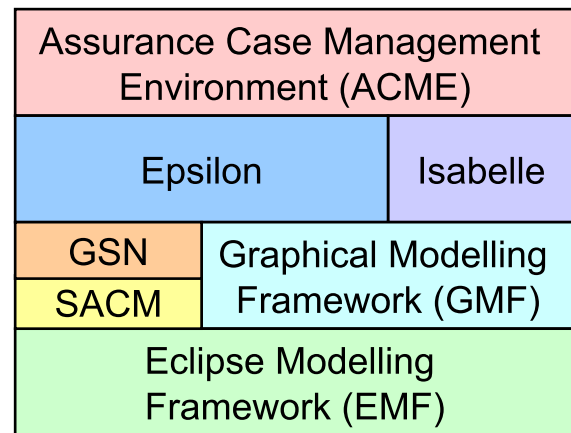 Assurance Case Management
Environment (ACME)
Epsilon
Isabelle
GSN
SACM
Graphical Modelling
Framework (GMF)
Eclipse Modelling
Framework (EMF)